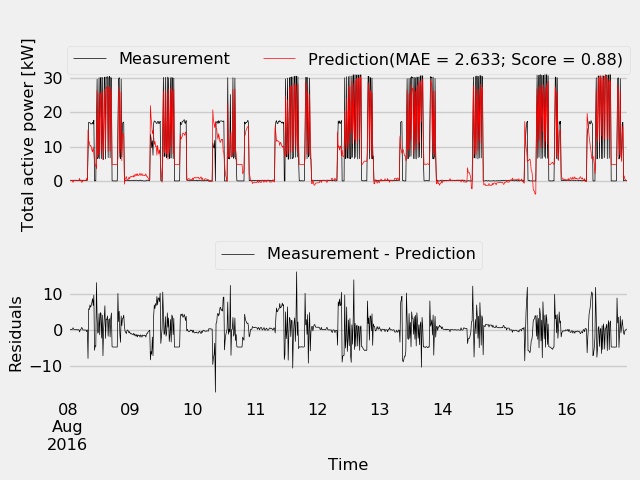 Measurement
Prediction(MAE = 2.633; Score = 0.88)
Total active power [kW]
30
20
10
0
Measurement - Prediction
Residuals
10
0
−10
08 09 10 11 12 13 14 15 16
Aug
2016
Time